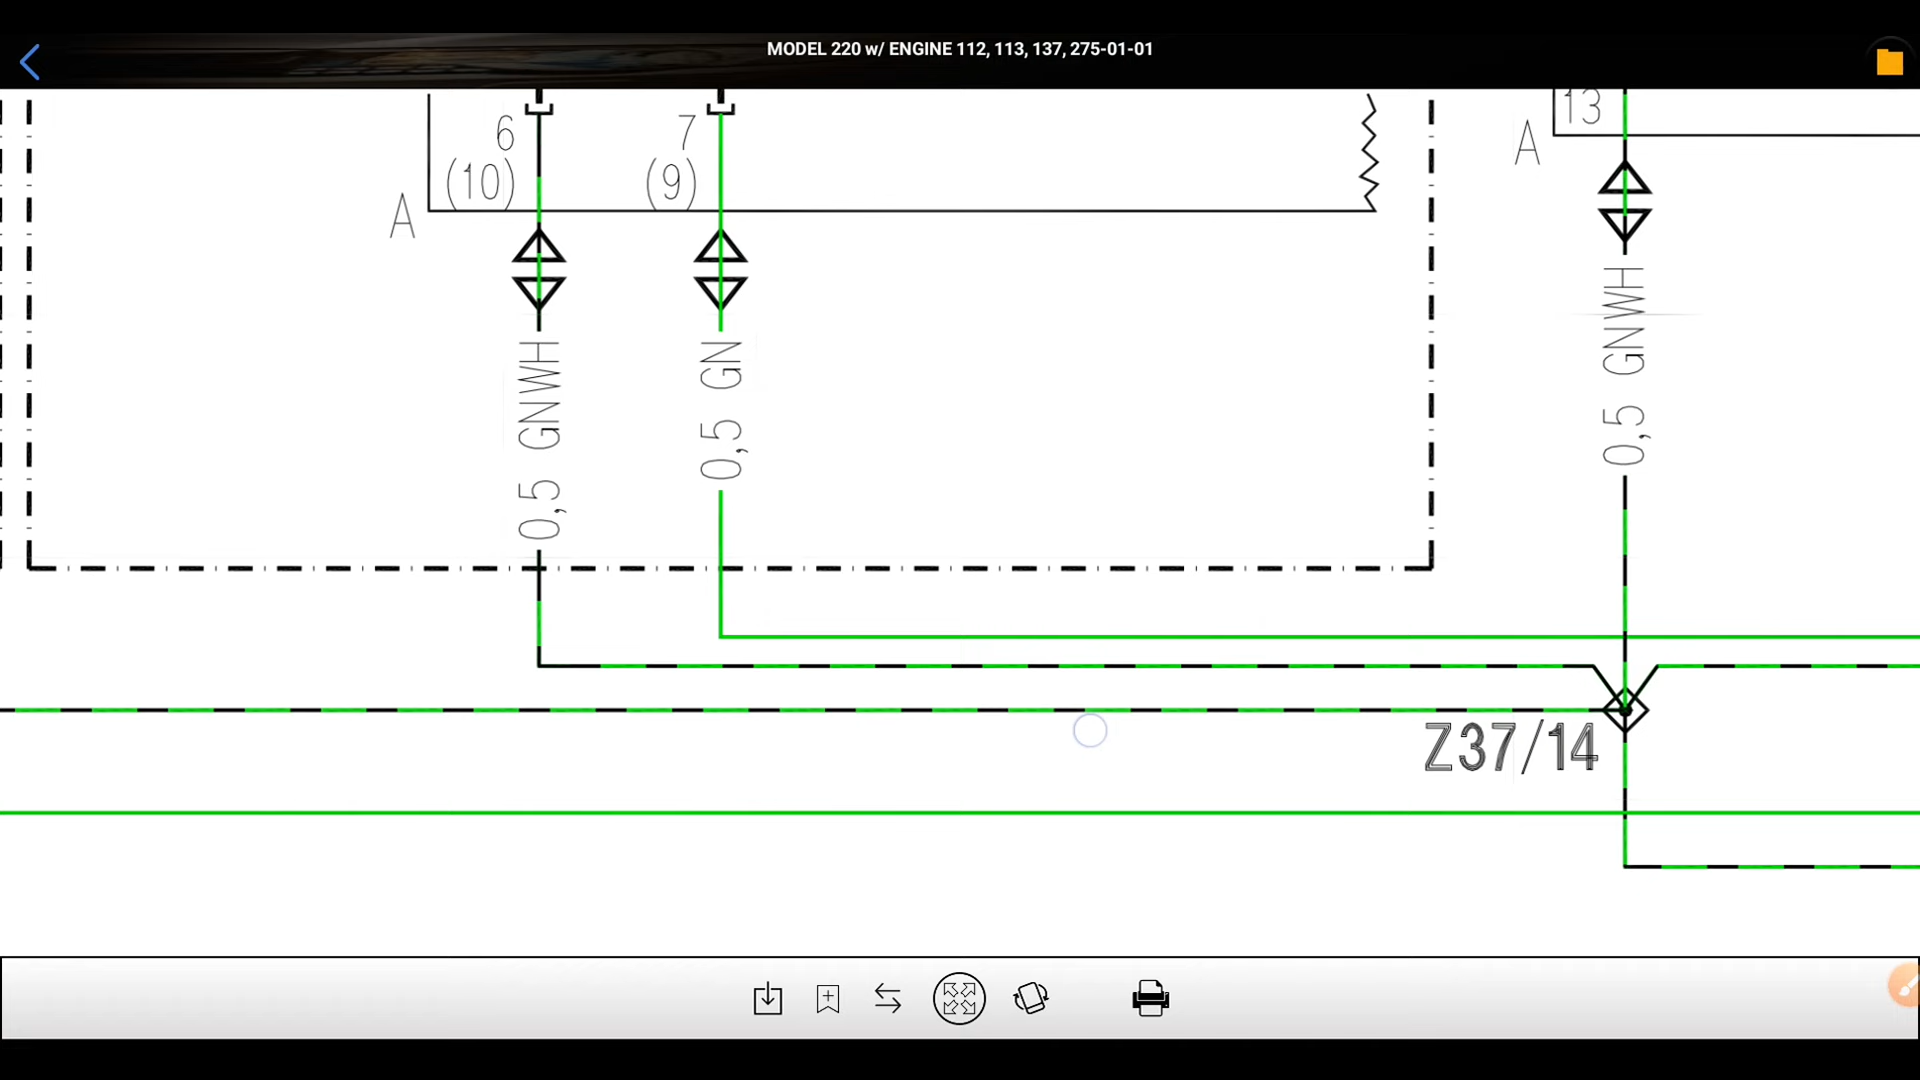 MODEL 220 w/ ENGINE 112, 113, 137, 275-01-01
6
(10)
7
(9)
A
13
A
0,5 GNWH
0,5 GN
0,5 GNWH
Z37/14